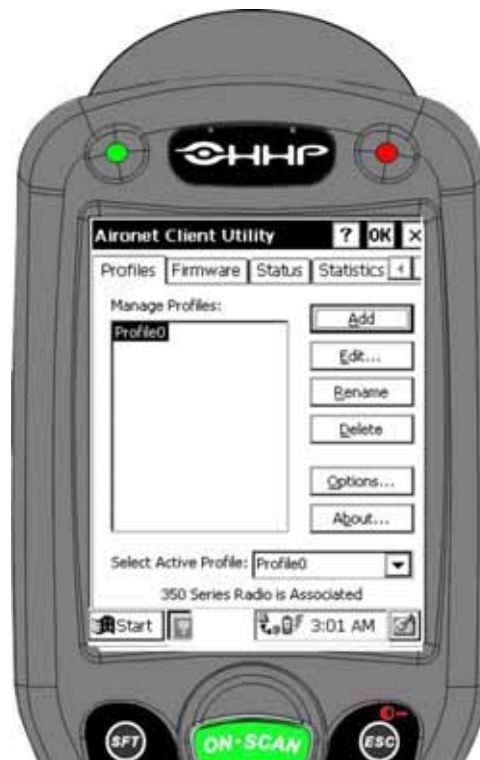 HHP
Aironet Client Utility ? OK ×
Profiles Firmware Status Statistics
Manage Profiles:
Profile0
Add
Edit...
Rename
Delete
Options...
About...
Select Active Profile: Profile0
350 Series Radio is Associated
Start 3:01 AM
SFT ON·SCAN ESC